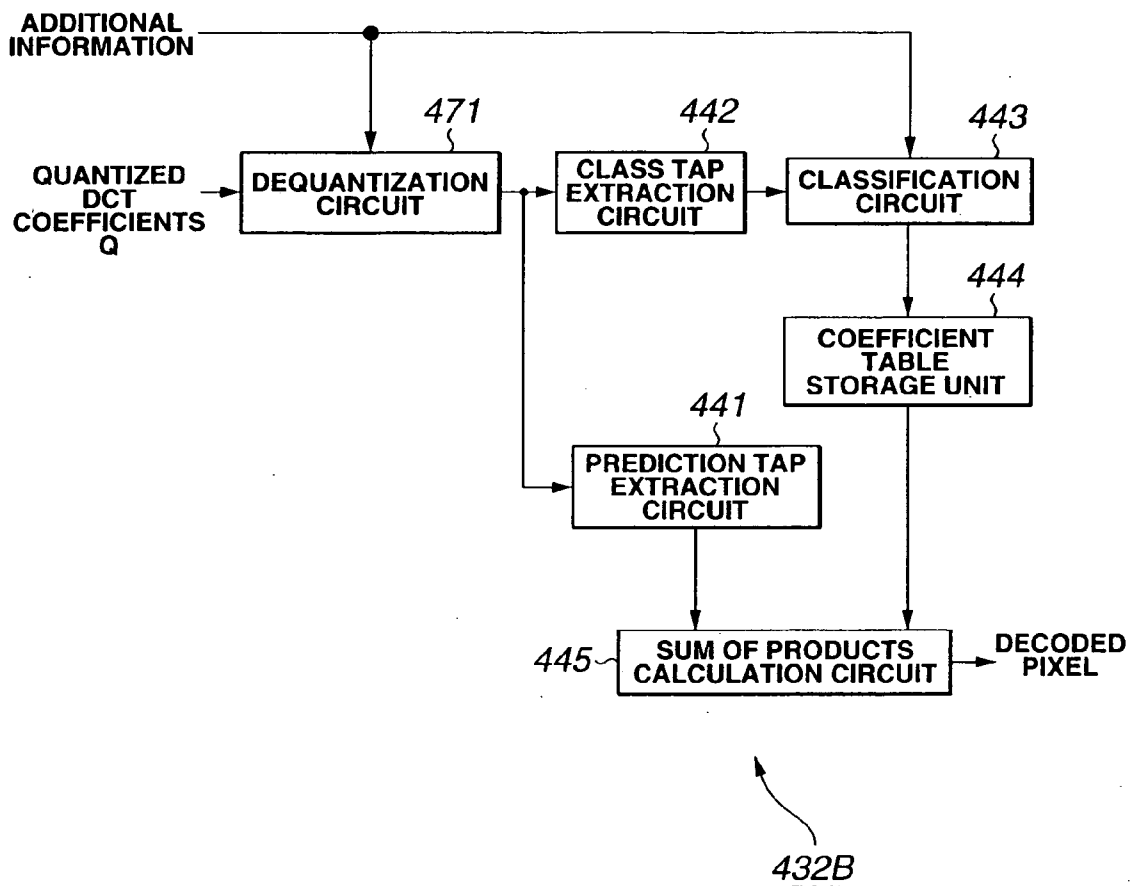 ADDITIONAL
INFORMATION
471
442
443
QUANTIZED
DCT
COEFFICIENTS
Q
DEQUANTIZATION
CIRCUIT
CLASS TAP
EXTRACTION
CIRCUIT
CLASSIFICATION
CIRCUIT
444
COEFFICIENT
TABLE
STORAGE UNIT
441
PREDICTION TAP
EXTRACTION
CIRCUIT
445
SUM OF PRODUCTS
CALCULATION CIRCUIT
DECODED
PIXEL
432B